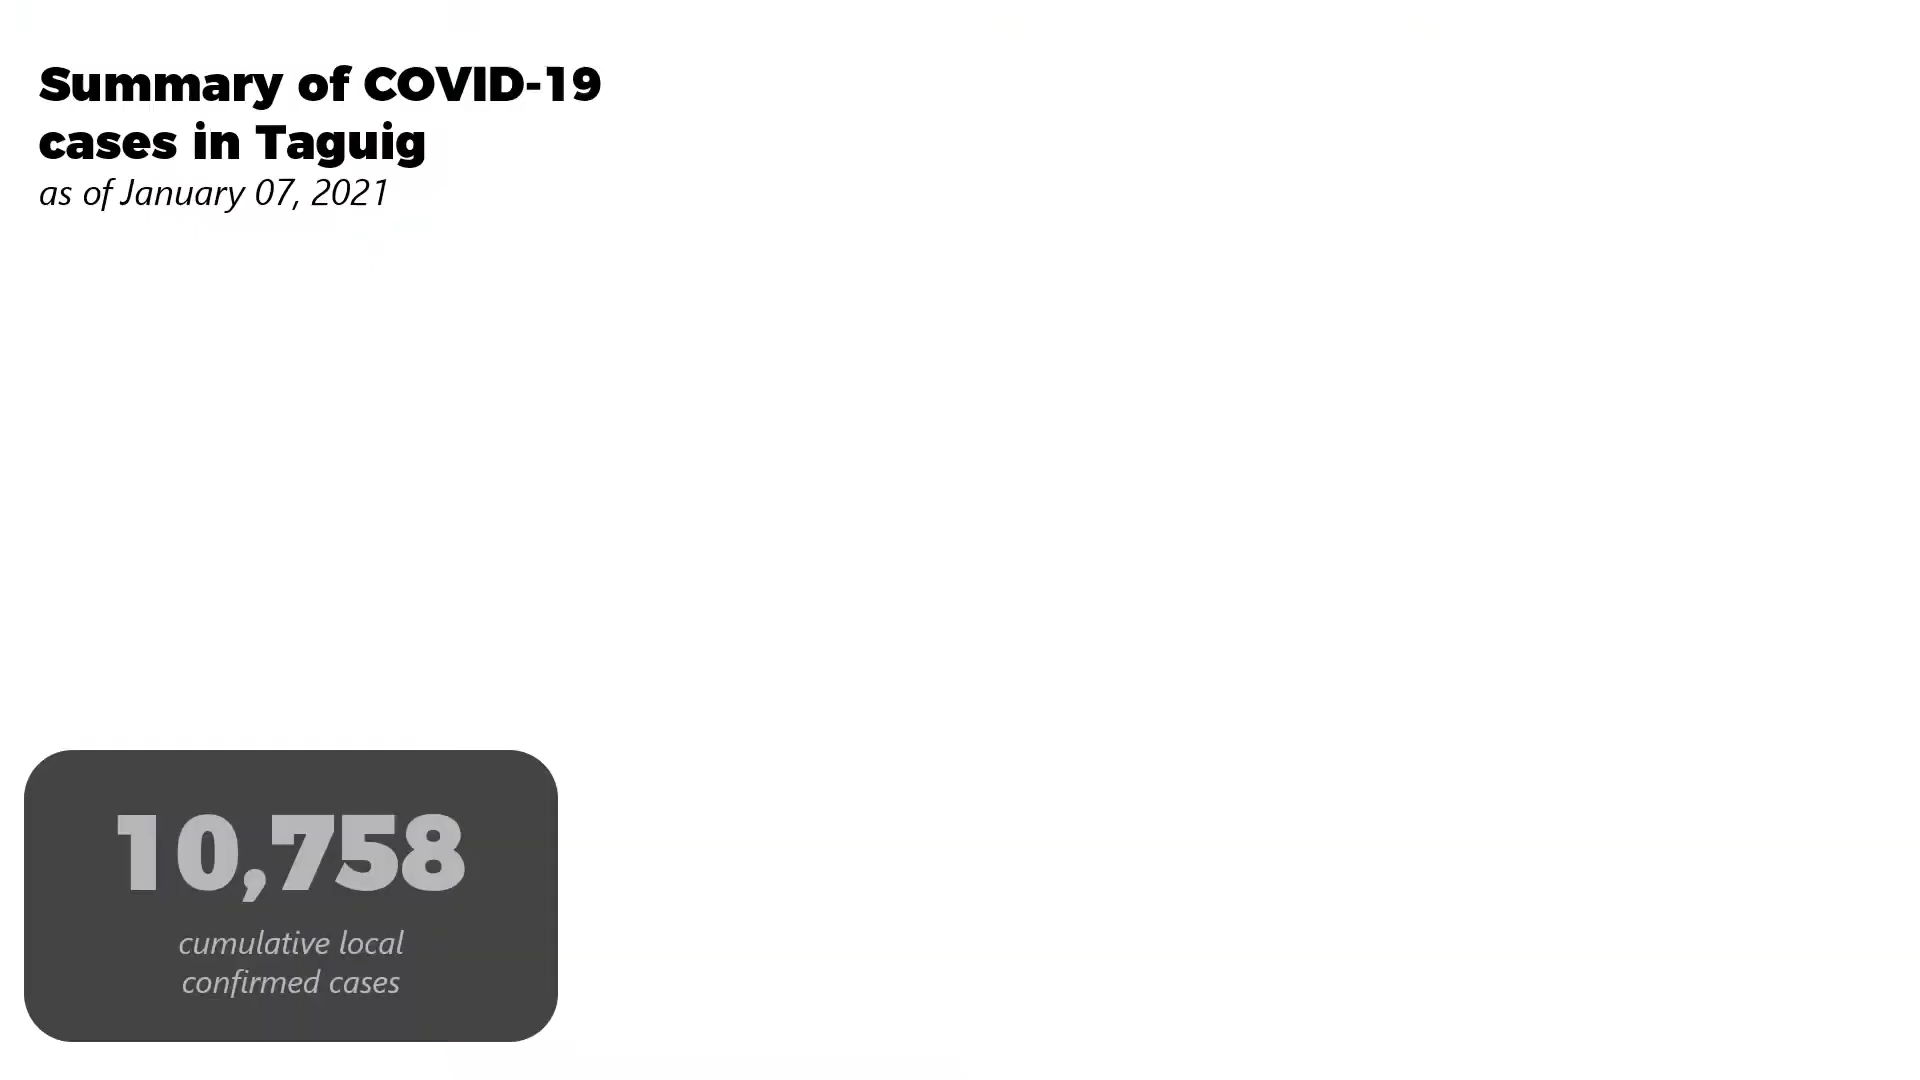 Summary of COVID-19
cases in Taguig
as of January 07, 2021
10,758
cumulative local
confirmed cases